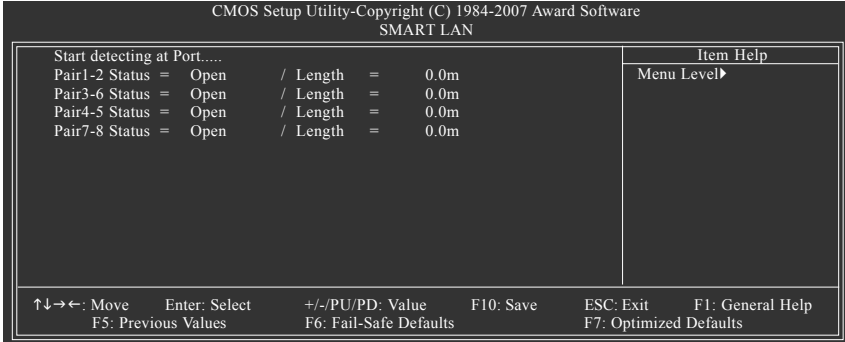 CMOS Setup Utility-Copyright (C) 1984-2007 Award Software
SMART LAN
Start detecting at Port.....
Pair1-2 Status = Open / Length = 0.0m
Pair3-6 Status = Open / Length = 0.0m
Pair4-5 Status = Open / Length = 0.0m
Pair7-8 Status = Open / Length = 0.0m
Item Help
Menu Level▶
↑↓→←: Move Enter: Select +/-/PU/PD: Value F10: Save ESC: Exit F1: General Help
F5: Previous Values F6: Fail-Safe Defaults F7: Optimized Defaults